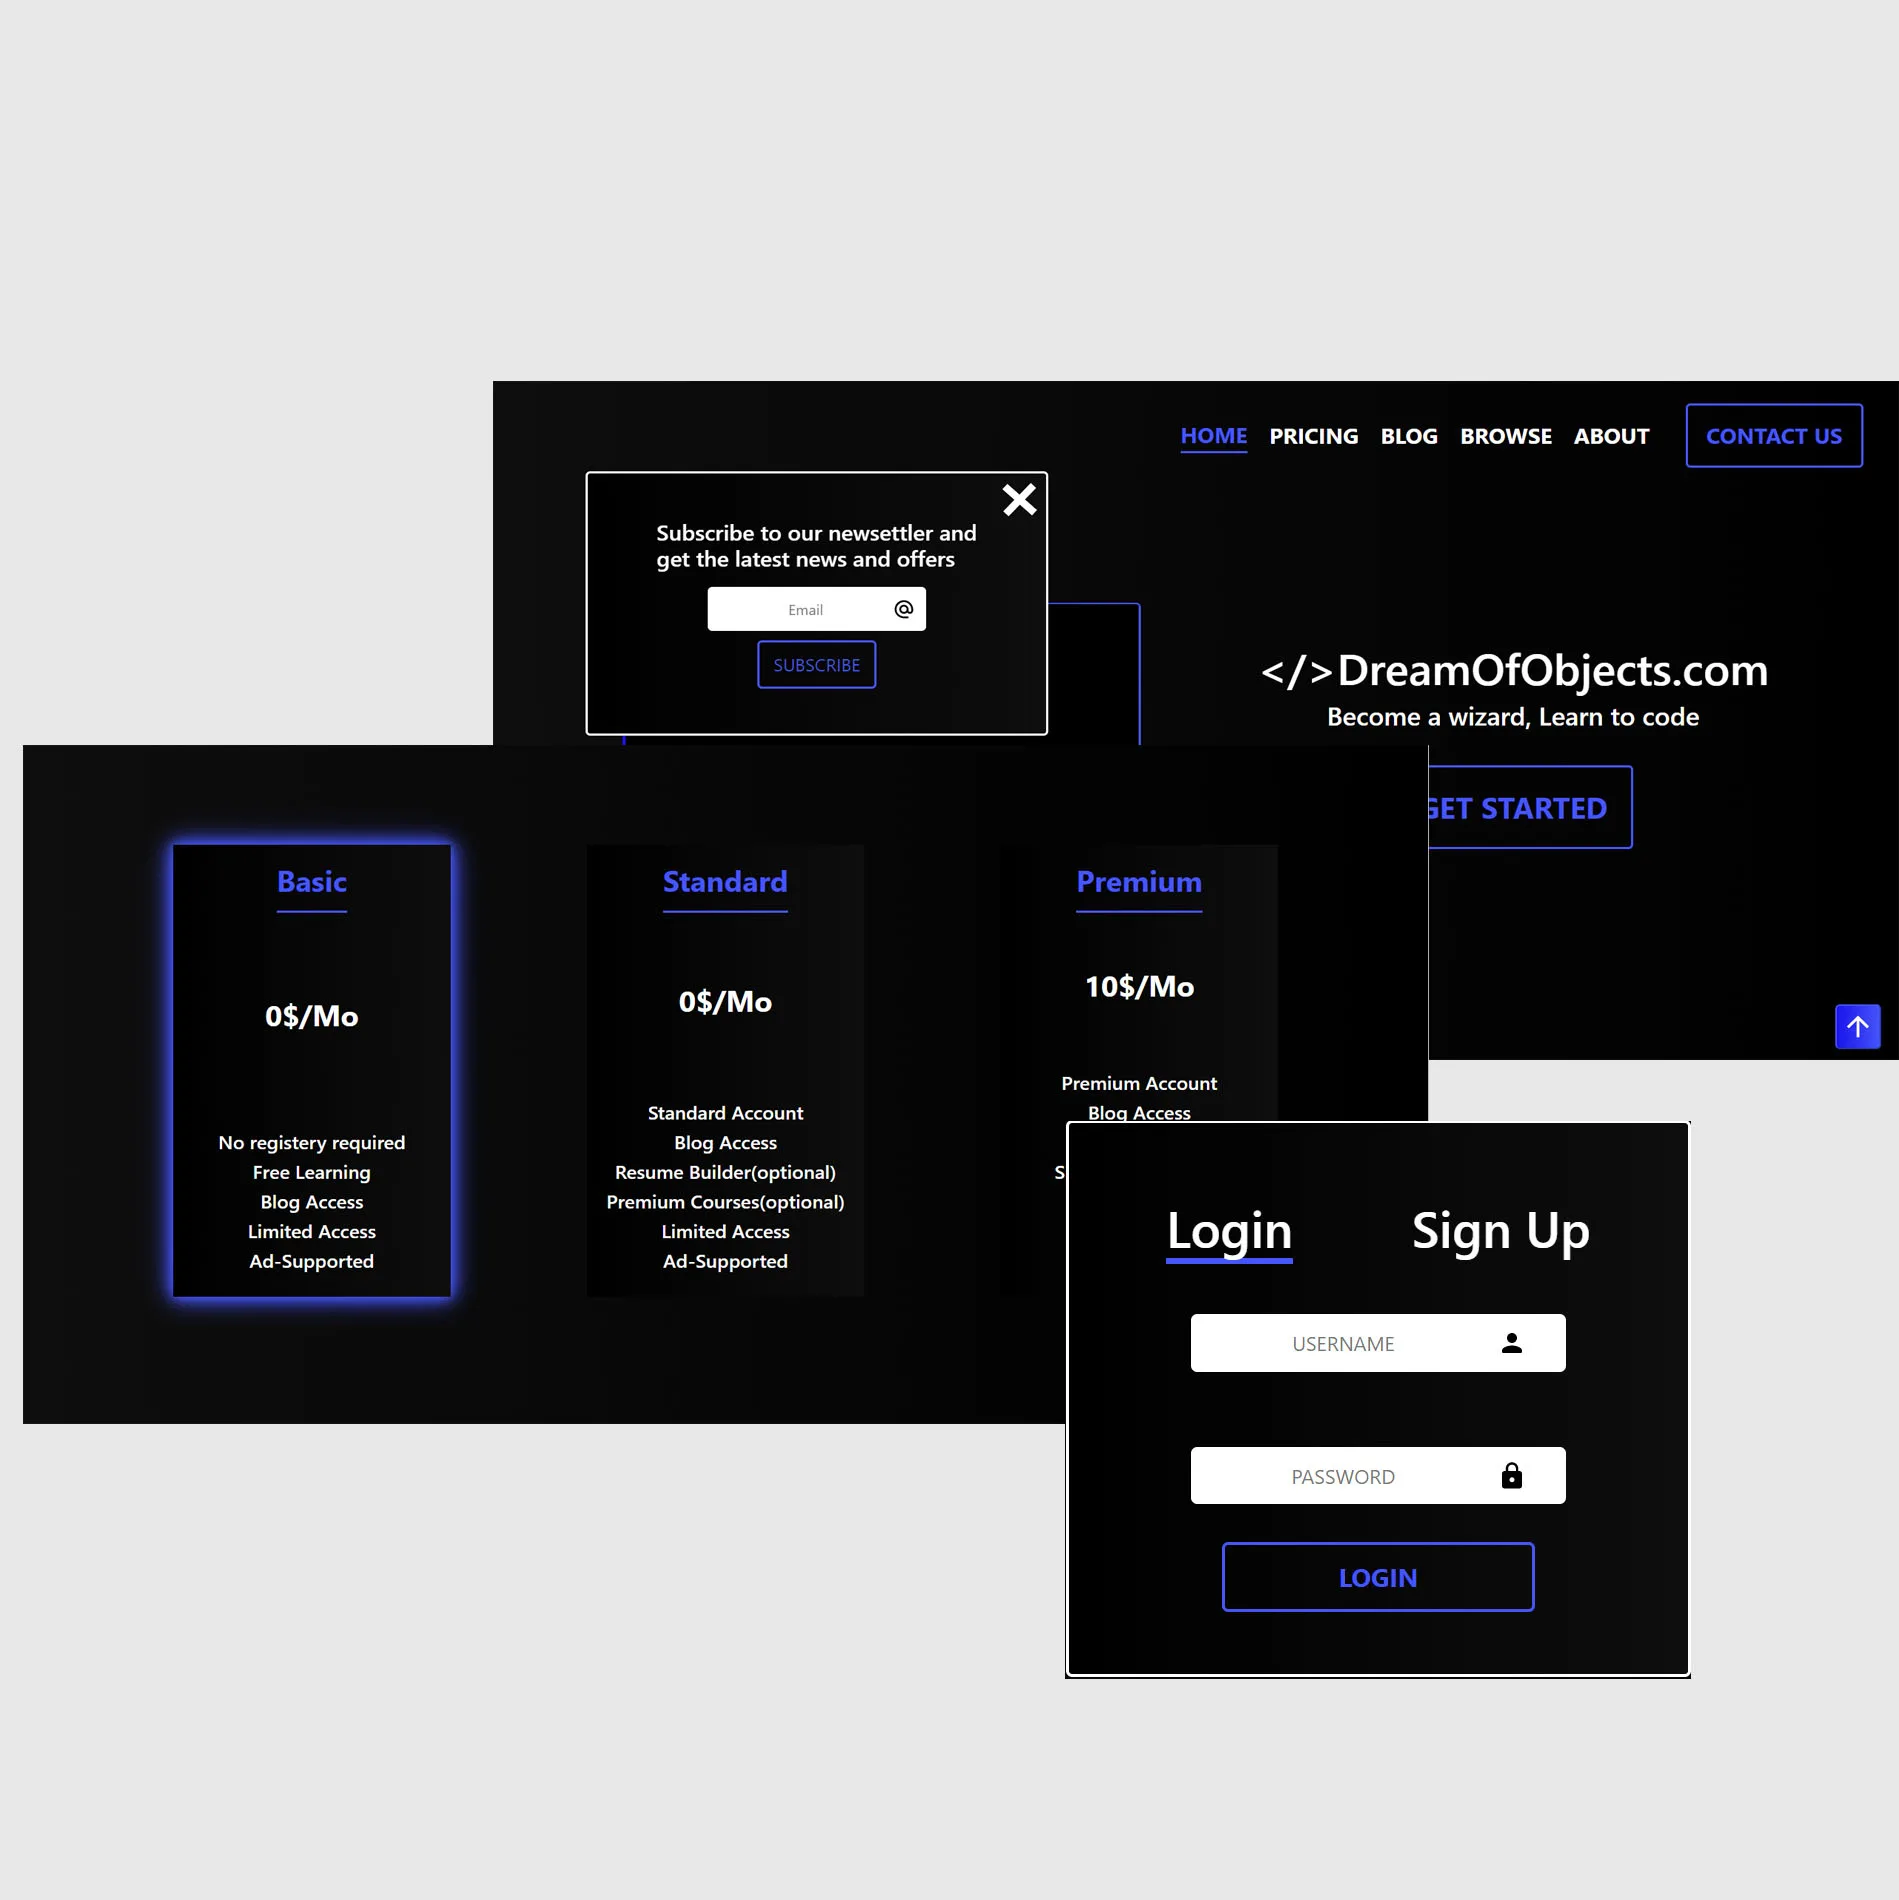 HOME PRICING BLOG BROWSE ABOUT CONTACT US
Subscribe to our newsettler and
get the latest news and offers
Email
SUBSCRIBE
</>DreamOfObjects.com
Become a wizard, Learn to code
GET STARTED
Basic
0$/Mo
No registery required
Free Learning
Blog Access
Limited Access
Ad-Supported
Standard
0$/Mo
Standard Account
Blog Access
Resume Builder(optional)
Premium Courses(optional)
Limited Access
Ad-Supported
Premium
10$/Mo
Premium Account
Blog Access
Login Sign Up
USERNAME
PASSWORD
LOGIN